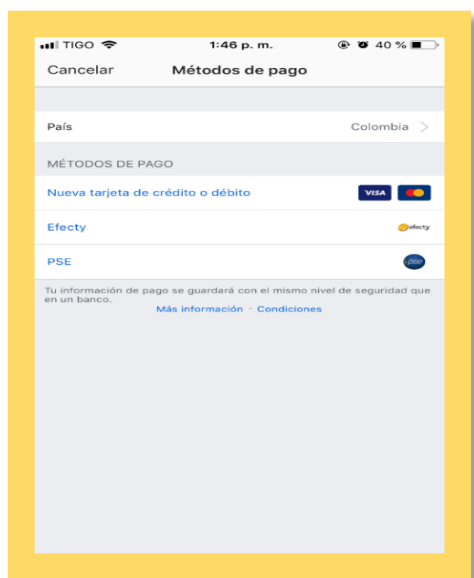 TIGO 1:46 p. m. 40 %
Cancelar Métodos de pago
País Colombia
MÉTODOS DE PAGO
Nueva tarjeta de crédito o débito VISA
Efecty efecty
PSE
Tu información de pago se guardará con el mismo nivel de seguridad que
en un banco.
Más información · Condiciones